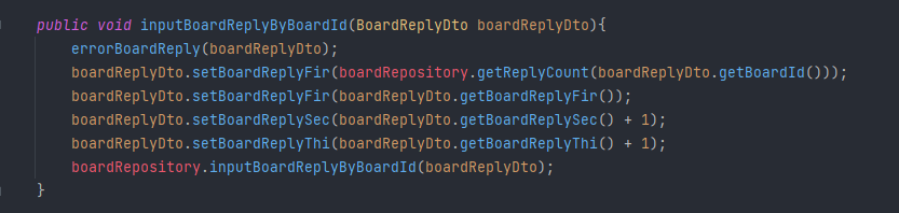 public void inputBoardReplyByBoardId(BoardReplyDto boardReplyDto){
errorBoardReply(boardReplyDto);
boardReplyDto.setBoardReplyFir(boardRepository.getReplyCount(boardReplyDto.getBoardId()));
boardReplyDto.setBoardReplyFir(boardReplyDto.getBoardReplyFir());
boardReplyDto.setBoardReplySec(boardReplyDto.getBoardReplySec() + 1);
boardReplyDto.setBoardReplyThi(boardReplyDto.getBoardReplyThi() + 1);
boardRepository.inputBoardReplyByBoardId(boardReplyDto);
}